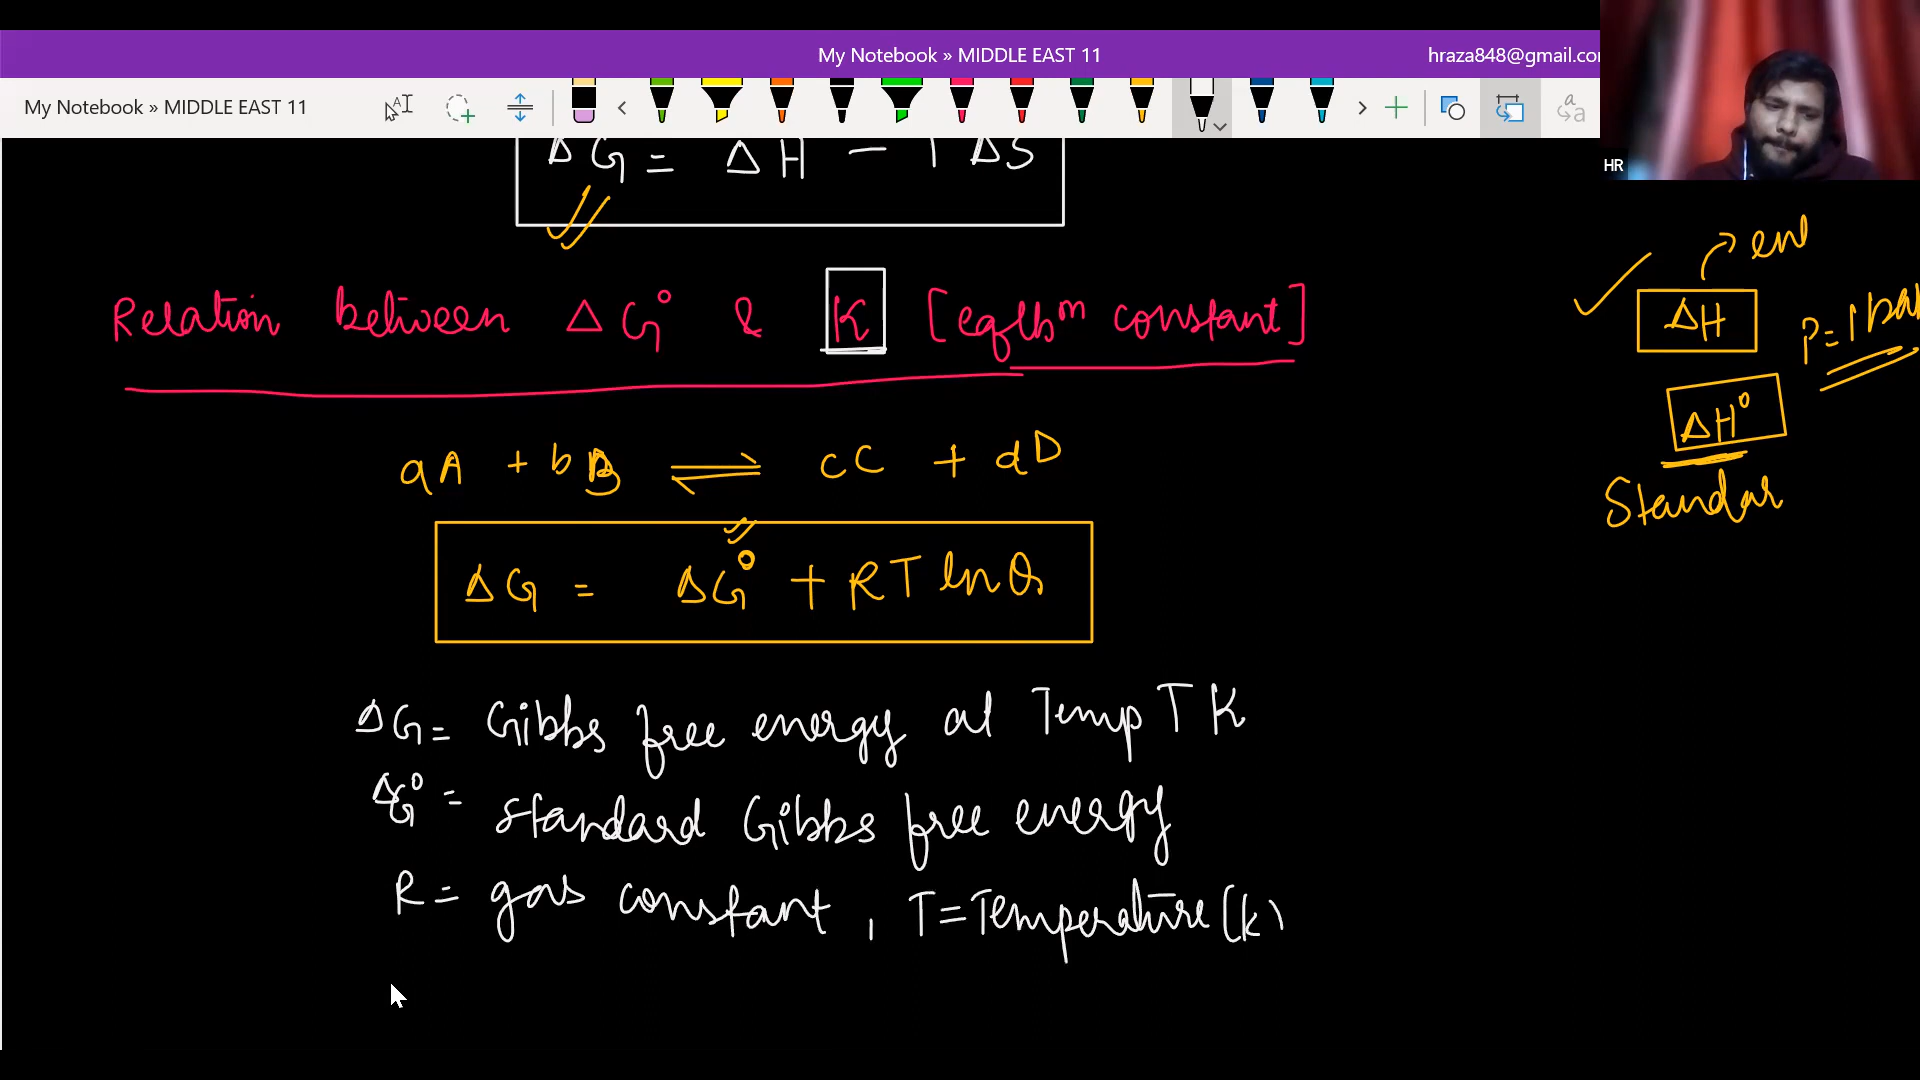 My Notebook » MIDDLE EAST 11
hraza848@gmail.co
My Notebook » MIDDLE EAST 11
HR
ΔG = ΔH - TΔS
Relation between ΔG° & K [eqlbᵐ constant]
aA + bB ⇌ cC + dD
ΔG = ΔG° + RT lnQ
ΔG = Gibbs free energy at Temp T K
ΔG° = standard Gibbs free energy
R = gas constant, T = Temperature (k)
ΔH
P = 1 bar
ΔH°
Standar